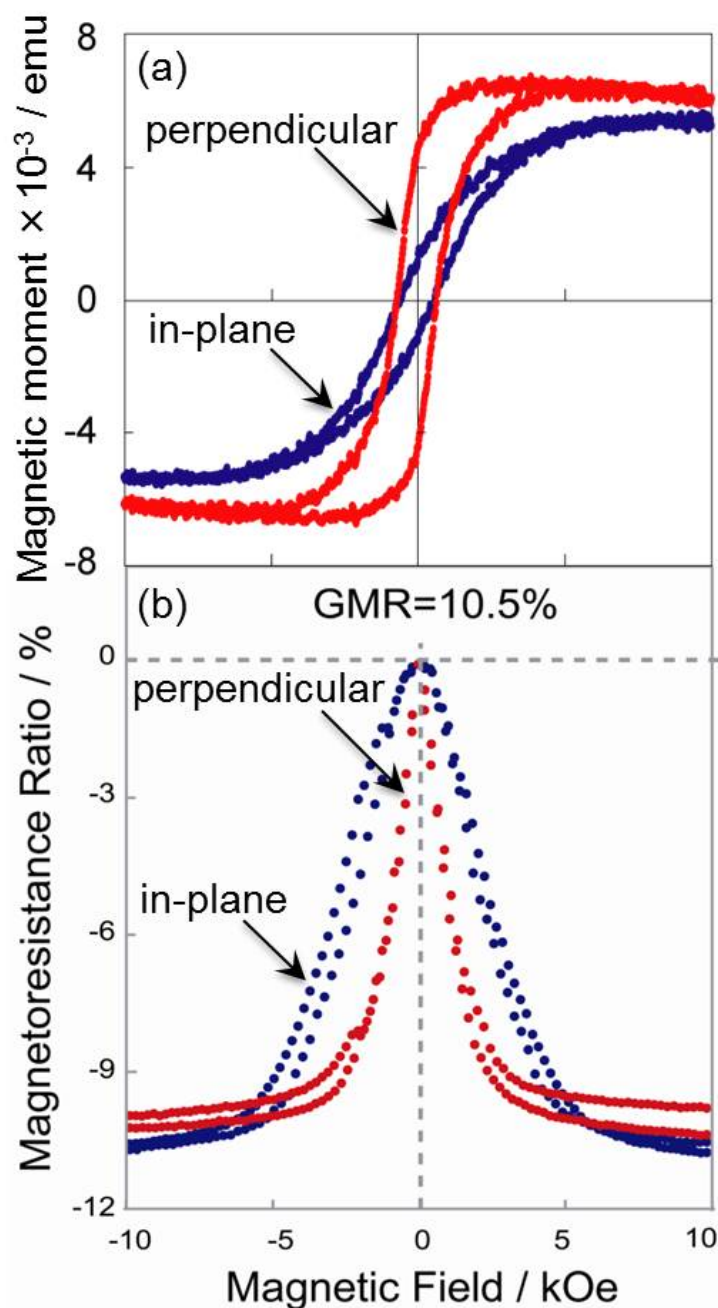 Magnetic moment × 10⁻³ / emu
8
4
0
-4
-8
(a)
perpendicular
in-plane
Magnetoresistance Ratio / %
(b)
GMR=10.5%
0
-3
-6
-9
-12
perpendicular
in-plane
-10
-5
0
5
10
Magnetic Field / kOe